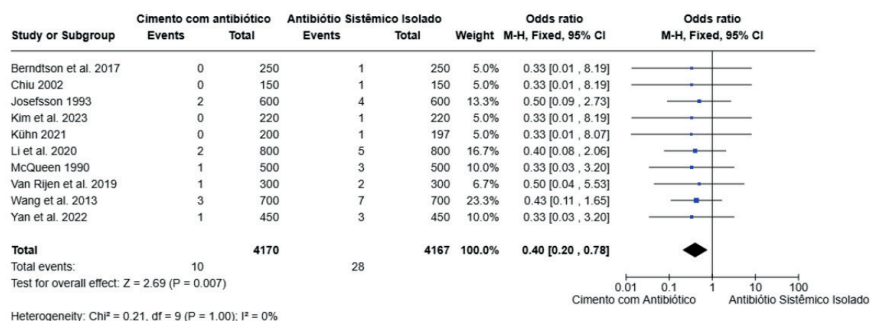 Cimento com antibiótico Antibiótio Sistêmico Isolado Odds ratio Odds ratio
Study or Subgroup Events Total Events Total Weight M-H, Fixed, 95% CI M-H, Fixed, 95% CI
Berndtson et al. 2017 0 250 1 250 5.0% 0.33 [0.01 , 8.19]
Chiu 2002 0 150 1 150 5.0% 0.33 [0.01 , 8.19]
Josefsson 1993 2 600 4 600 13.3% 0.50 [0.09 , 2.73]
Kim et al. 2023 0 220 1 220 5.0% 0.33 [0.01 , 8.19]
Kühn 2021 0 200 1 197 5.0% 0.33 [0.01 , 8.07]
Li et al. 2020 2 800 5 800 16.7% 0.40 [0.08 , 2.06]
McQueen 1990 1 500 3 500 10.0% 0.33 [0.03 , 3.20]
Van Rijen et al. 2019 1 300 2 300 6.7% 0.50 [0.04 , 5.53]
Wang et al. 2013 3 700 7 700 23.3% 0.43 [0.11 , 1.65]
Yan et al. 2022 1 450 3 450 10.0% 0.33 [0.03 , 3.20]
Total 4170 4167 100.0% 0.40 [0.20 , 0.78]
Total events: 10 28
Test for overall effect: Z = 2.69 (P = 0.007)
0.01 0.1 1 10 100
Cimento com Antibiótico Antibiótio Sistêmico Isolado
Heterogeneity: Chi² = 0.21, df = 9 (P = 1.00); I² = 0%